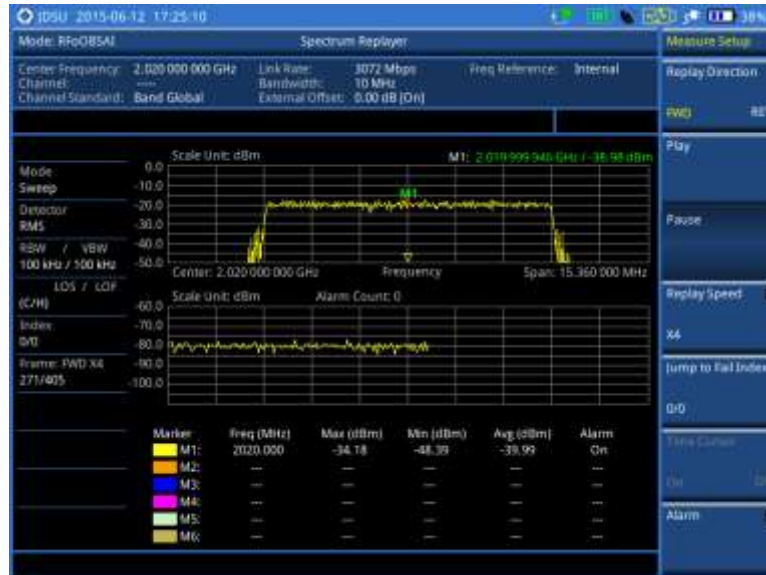 JDSU 2015-06-12 17:25:10
38%
Mode: RFoOBSAI
Spectrum Replayer
Measure Setup
Center Frequency: 2.020 000 000 GHz
Link Rate: 3072 Mbps
Freq Reference: Internal
Channel: ----
Bandwidth: 10 MHz
Channel Standard: Band Global
External Offset: 0.00 dB [On]
Replay Direction
FWD
Play
Pause
Replay Speed
X4
Jump to Fail Index
0/0
Time Cursor
On
Alarm
Mode
Sweep
Detector
RMS
RBW / VBW
100 kHz / 100 kHz
LOS / LOF
(C/H)
Index
0/0
Frame: FWD X4
271/405
Scale Unit: dBm
M1: 2.019 999 946 GHz / -38.98 dBm
0.0
-10.0
-20.0
-30.0
-40.0
-50.0
M1
Center: 2.020 000 000 GHz
Frequency
Span: 15.360 000 MHz
Scale Unit: dBm
Alarm Count: 0
-60.0
-70.0
-80.0
-90.0
-100.0
Marker Freq (MHz) Max (dBm) Min (dBm) Avg (dBm) Alarm
M1: 2020.000 -34.18 -48.39 -39.99 On
M2: --- --- --- --- ---
M3: --- --- --- --- ---
M4: --- --- --- --- ---
M5: --- --- --- --- ---
M6: --- --- --- --- ---